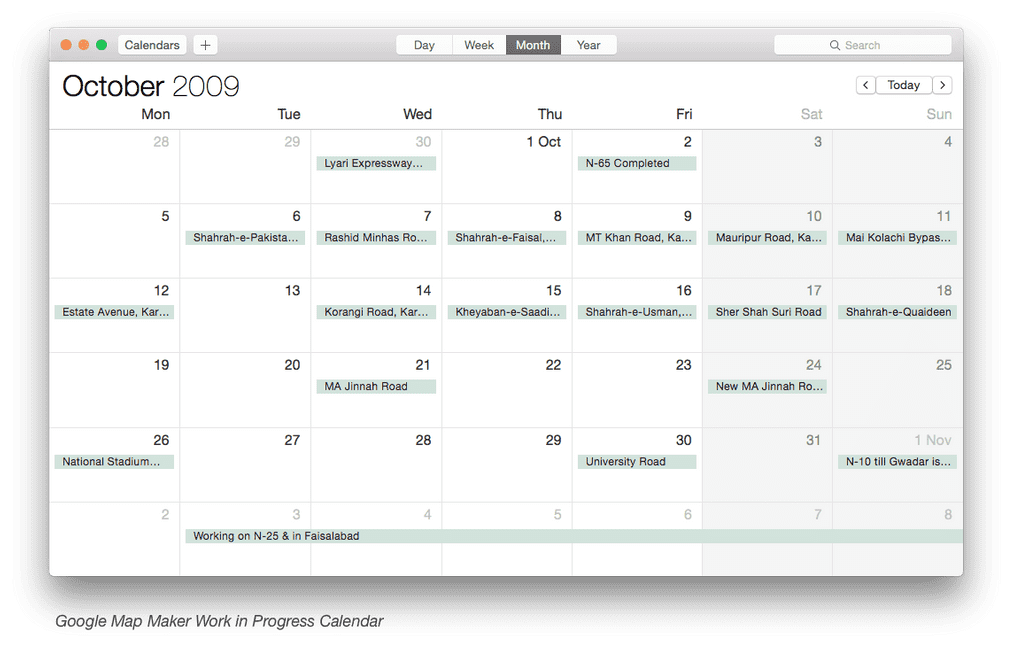 Calendars + Day Week Month Year Search
October 2009 < Today >
Mon Tue Wed Thu Fri Sat Sun
28 29 30 1 Oct 2 3 4
Lyari Expressway... N-65 Completed
5 6 7 8 9 10 11
Shahrah-e-Pakista... Rashid Minhas Ro... Shahrah-e-Faisal,... MT Khan Road, Ka... Mauripur Road, Ka... Mai Kolachi Bypas...
12 13 14 15 16 17 18
Estate Avenue, Kar... Korangi Road, Kar... Kheyaban-e-Saadi... Shahrah-e-Usman,... Sher Shah Suri Road Shahrah-e-Quaideen
19 20 21 22 23 24 25
MA Jinnah Road New MA Jinnah Ro...
26 27 28 29 30 31 1 Nov
National Stadium... University Road N-10 till Gwadar is...
2 3 4 5 6 7 8
Working on N-25 & in Faisalabad
Google Map Maker Work in Progress Calendar